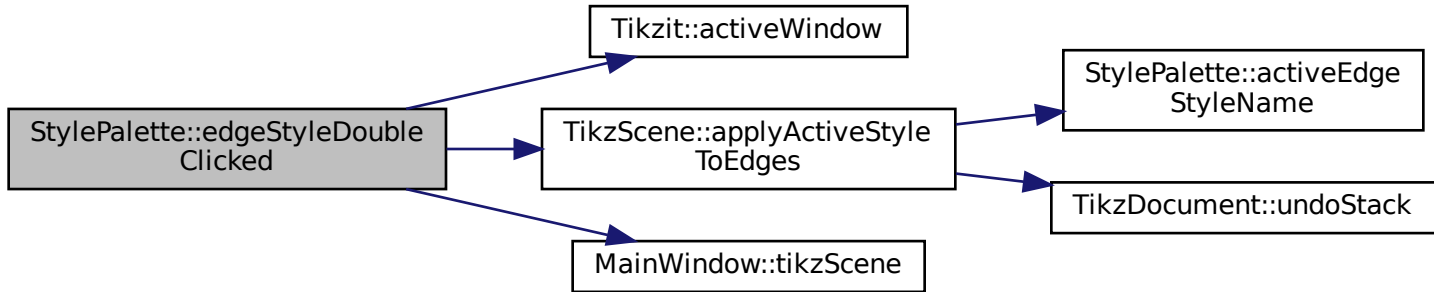 StylePalette::edgeStyleDouble
Clicked
Tikzit::activeWindow
TikzScene::applyActiveStyle
ToEdges
MainWindow::tikzScene
StylePalette::activeEdge
StyleName
TikzDocument::undoStack